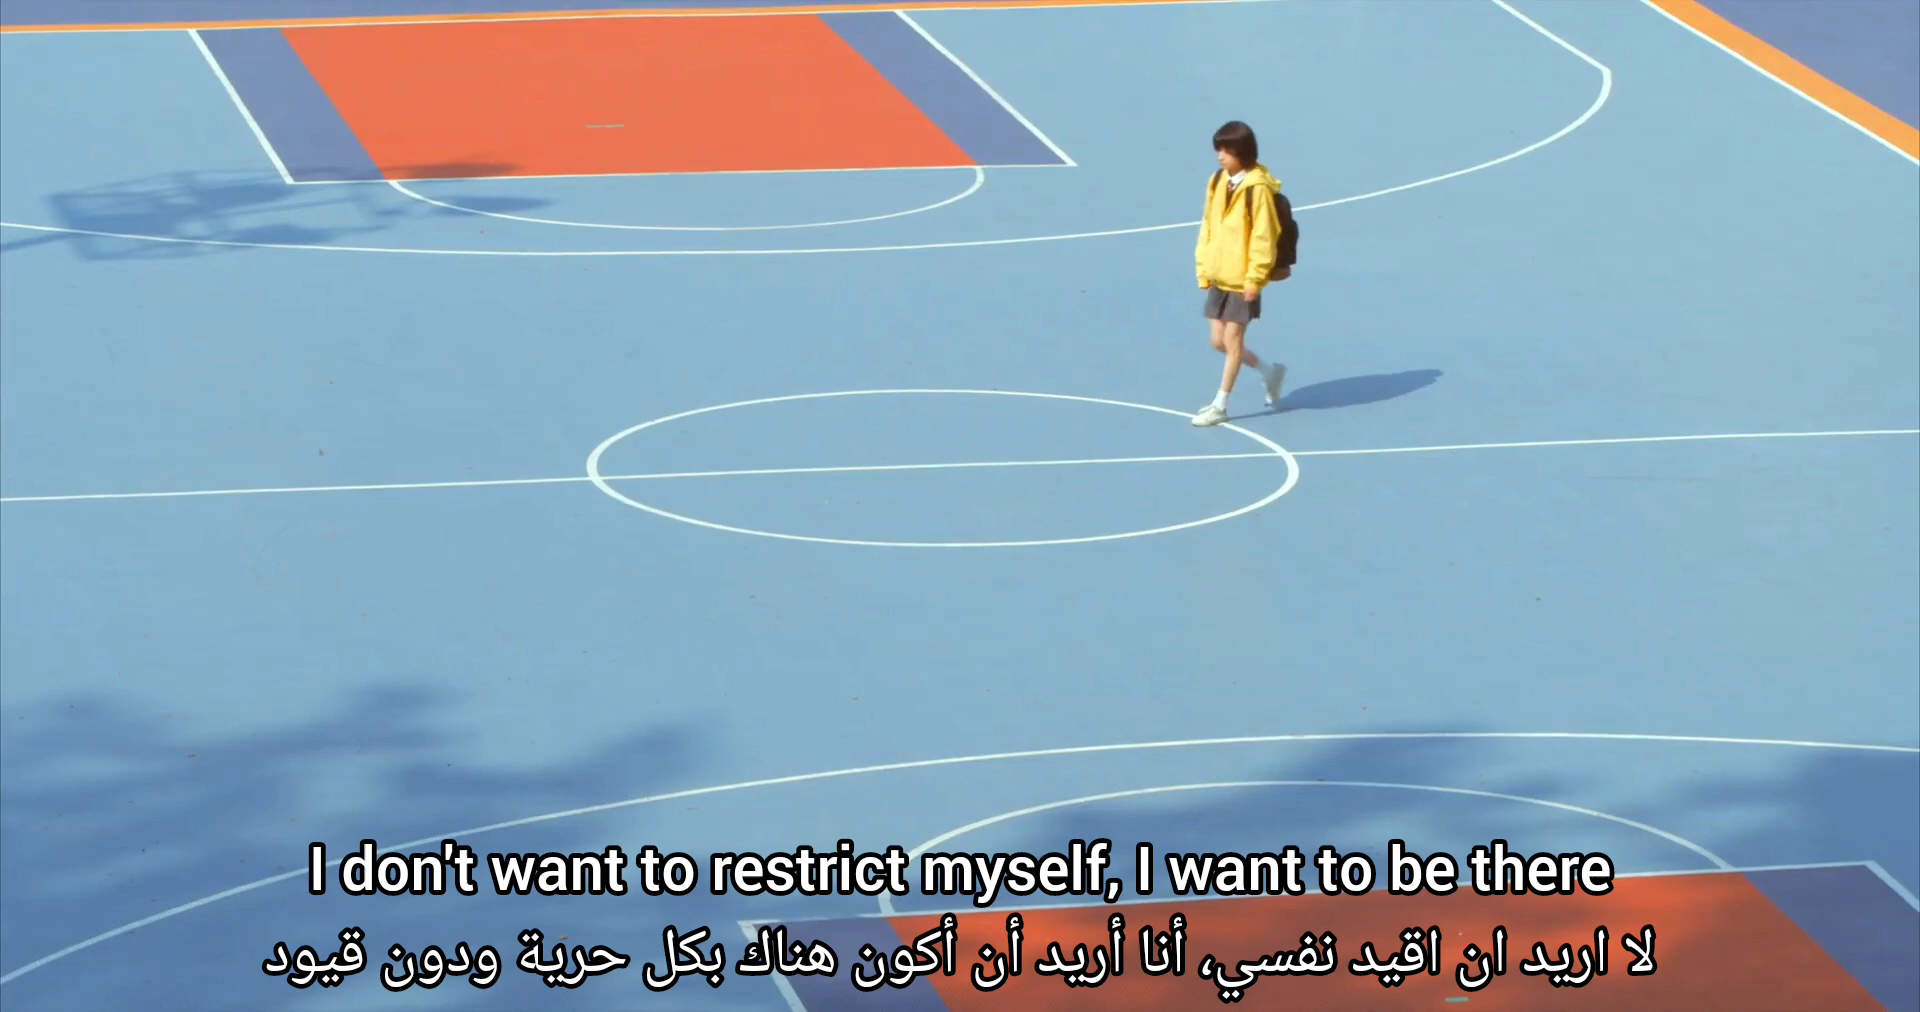 I don't want to restrict myself, I want to be there
لا اريد ان اقيد نفسي، أنا أريد أن أكون هناك بكل حرية ودون قيود